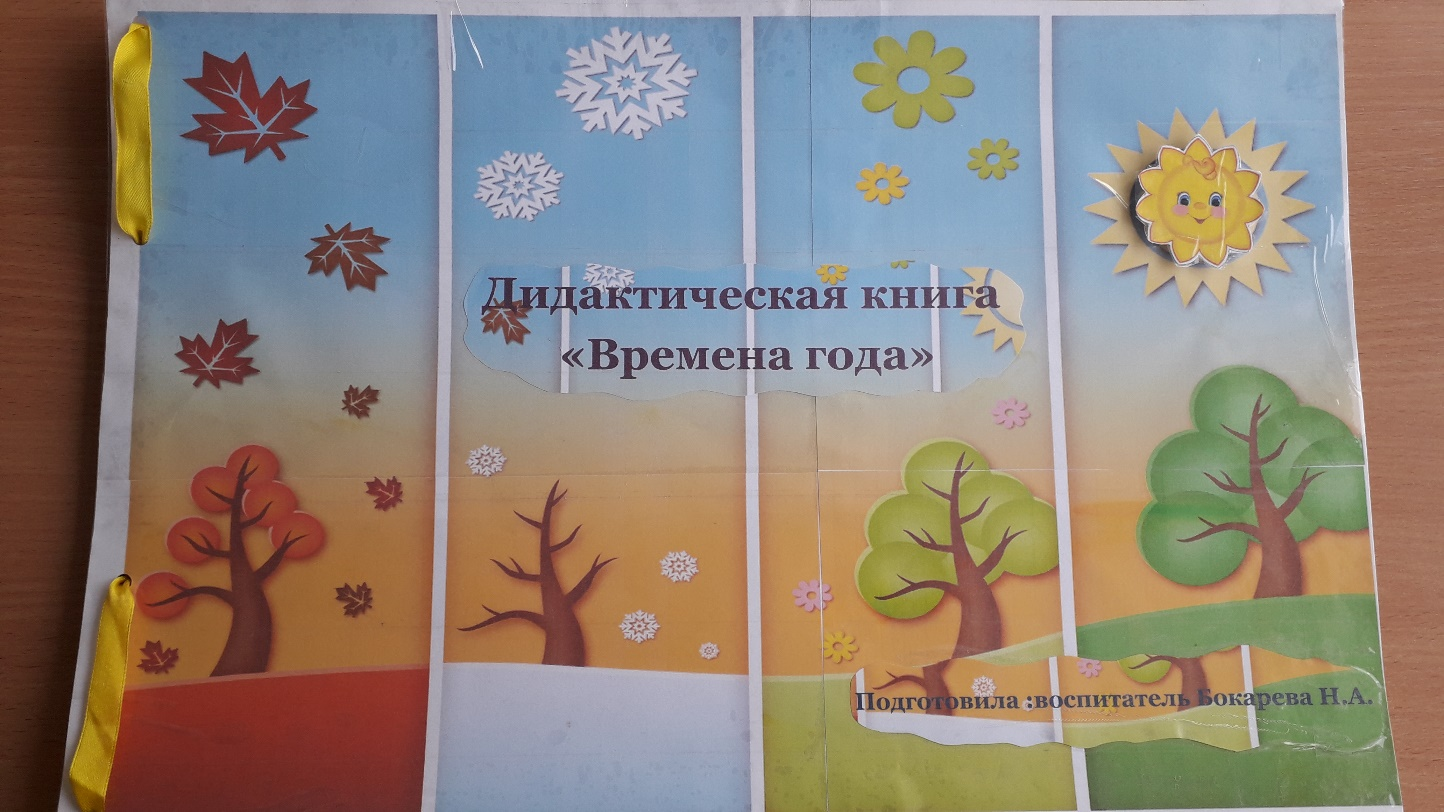 Дидактическая книга
«Времена года»
Подготовила :воспитатель Бокарева Н.А.